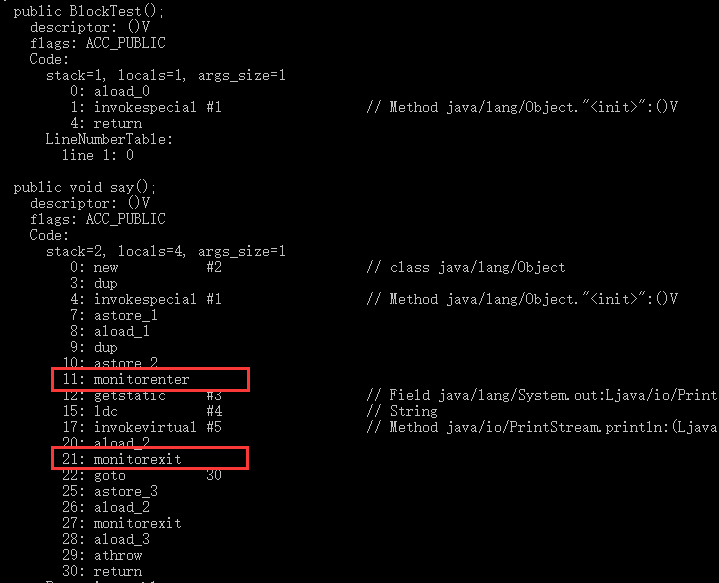 public BlockTest();
descriptor: ()V
flags: ACC_PUBLIC
Code:
stack=1, locals=1, args_size=1
0: aload_0
1: invokespecial #1 // Method java/lang/Object."<init>":()V
4: return
LineNumberTable:
line 1: 0
public void say();
descriptor: ()V
flags: ACC_PUBLIC
Code:
stack=2, locals=4, args_size=1
0: new #2 // class java/lang/Object
3: dup
4: invokespecial #1 // Method java/lang/Object."<init>":()V
7: astore_1
8: aload_1
9: dup
10: astore_2
11: monitorenter
12: getstatic #3 // Field java/lang/System.out:Ljava/io/Print
15: ldc #4 // String
17: invokevirtual #5 // Method java/io/PrintStream.println:(Ljava
20: aload_2
21: monitorexit
22: goto 30
25: astore_3
26: aload_2
27: monitorexit
28: aload_3
29: athrow
30: return